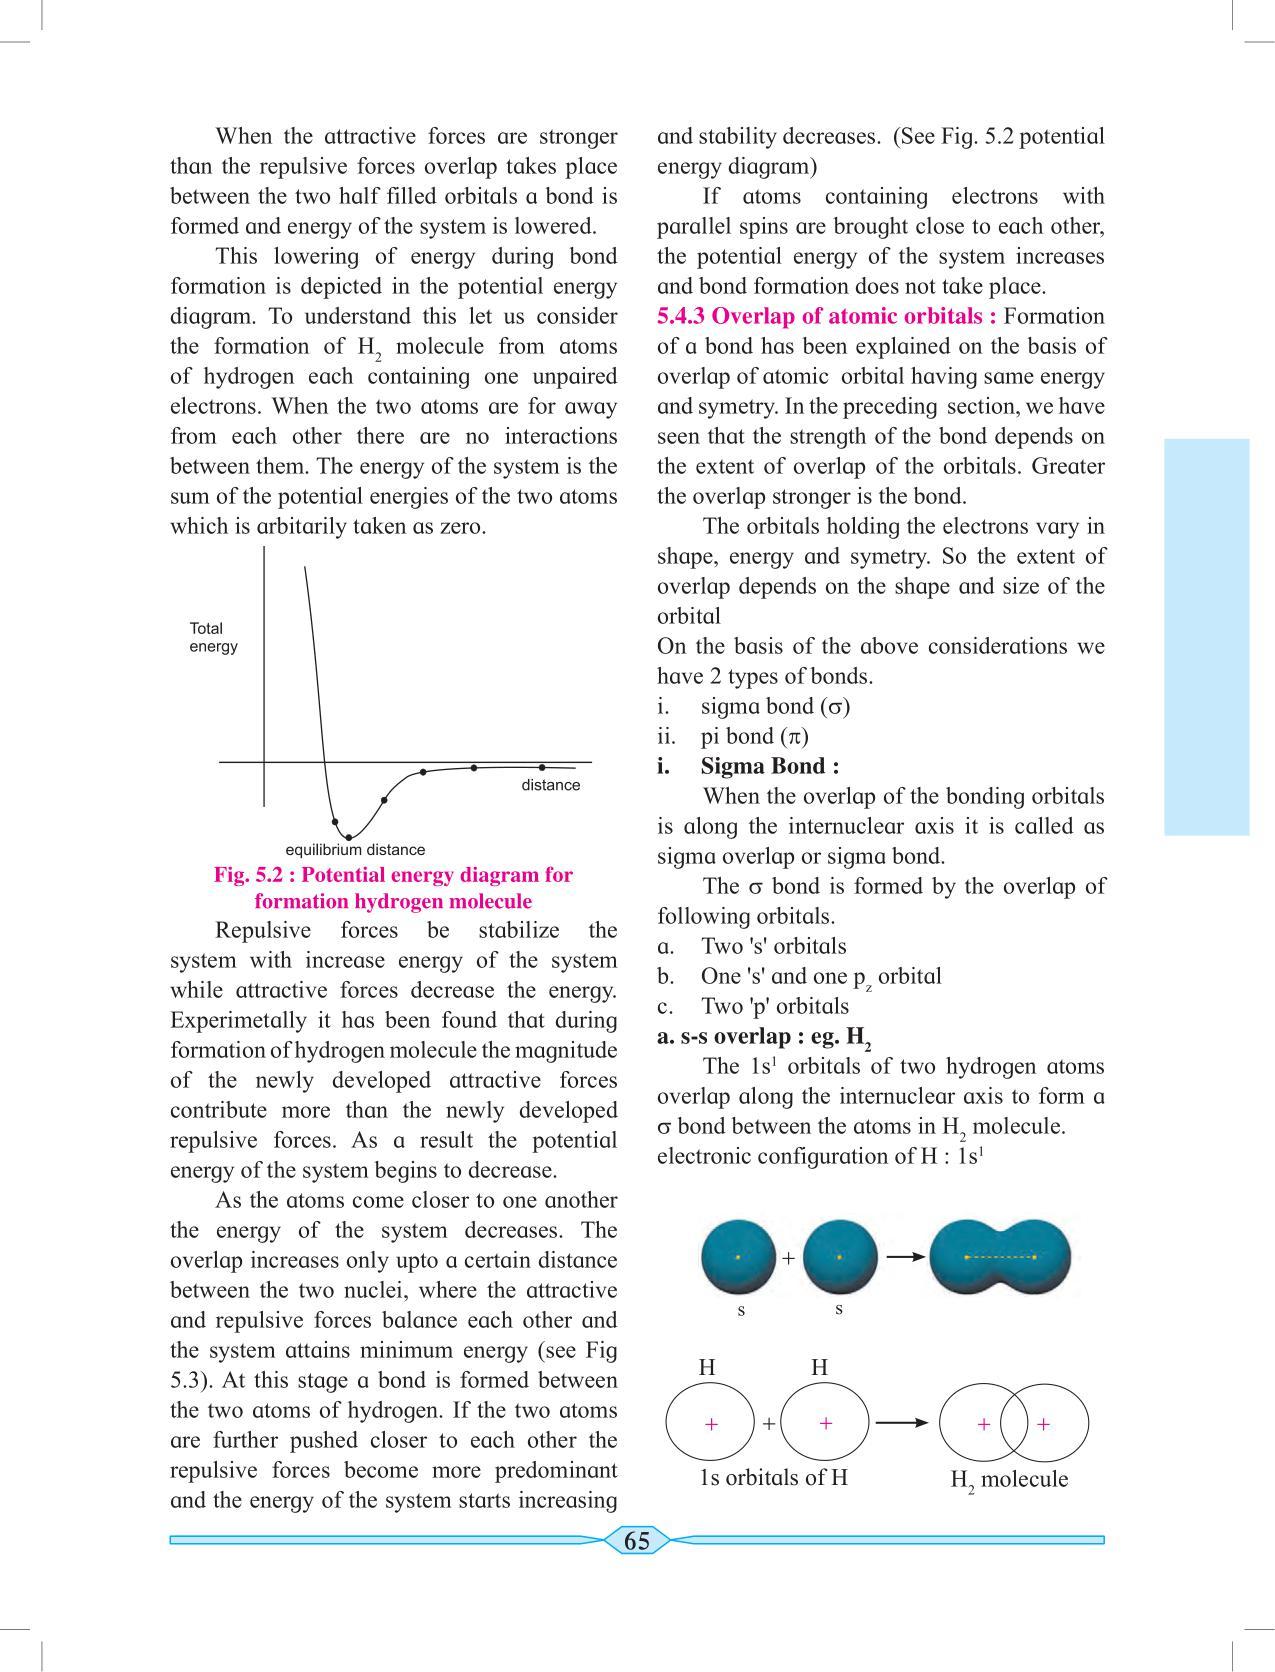 When the attractive forces are stronger
than the repulsive forces overlap takes place
between the two half filled orbitals a bond is
formed and energy of the system is lowered.
This lowering of energy during bond
formation is depicted in the potential energy
diagram. To understand this let us consider
the formation of H2 molecule from atoms
of hydrogen each containing one unpaired
electrons. When the two atoms are for away
from each other there are no interactions
between them. The energy of the system is the
sum of the potential energies of the two atoms
which is arbitarily taken as zero.
Total
energy
distance
equilibrium distance
Fig. 5.2 : Potential energy diagram for
formation hydrogen molecule
Repulsive forces be stabilize the
system with increase energy of the system
while attractive forces decrease the energy.
Experimetally it has been found that during
formation of hydrogen molecule the magnitude
of the newly developed attractive forces
contribute more than the newly developed
repulsive forces. As a result the potential
energy of the system begins to decrease.
As the atoms come closer to one another
the energy of the system decreases. The
overlap increases only upto a certain distance
between the two nuclei, where the attractive
and repulsive forces balance each other and
the system attains minimum energy (see Fig
5.3). At this stage a bond is formed between
the two atoms of hydrogen. If the two atoms
are further pushed closer to each other the
repulsive forces become more predominant
and the energy of the system starts increasing
and stability decreases. (See Fig. 5.2 potential
energy diagram)
If atoms containing electrons with
parallel spins are brought close to each other,
the potential energy of the system increases
and bond formation does not take place.
5.4.3 Overlap of atomic orbitals : Formation
of a bond has been explained on the basis of
overlap of atomic orbital having same energy
and symetry. In the preceding section, we have
seen that the strength of the bond depends on
the extent of overlap of the orbitals. Greater
the overlap stronger is the bond.
The orbitals holding the electrons vary in
shape, energy and symetry. So the extent of
overlap depends on the shape and size of the
orbital
On the basis of the above considerations we
have 2 types of bonds.
i. sigma bond (σ)
ii. pi bond (π)
i. Sigma Bond :
When the overlap of the bonding orbitals
is along the internuclear axis it is called as
sigma overlap or sigma bond.
The σ bond is formed by the overlap of
following orbitals.
a. Two 's' orbitals
b. One 's' and one pz orbital
c. Two 'p' orbitals
a. s-s overlap : eg. H2
The 1s¹ orbitals of two hydrogen atoms
overlap along the internuclear axis to form a
σ bond between the atoms in H2 molecule.
electronic configuration of H : 1s¹
+
s s
H H
+ + + + +
1s orbitals of H H2 molecule
65